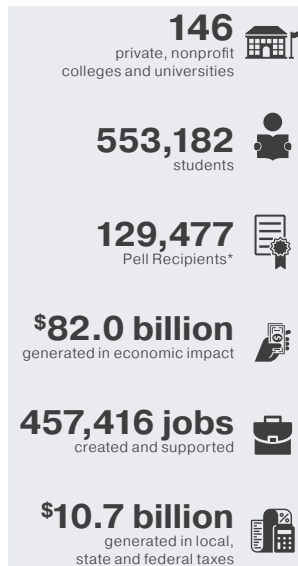 146
private, nonprofit
colleges and universities
553,182
students
129,477
Pell Recipients*
$82.0 billion
generated in economic impact
457,416 jobs
created and supported
$10.7 billion
generated in local,
state and federal taxes